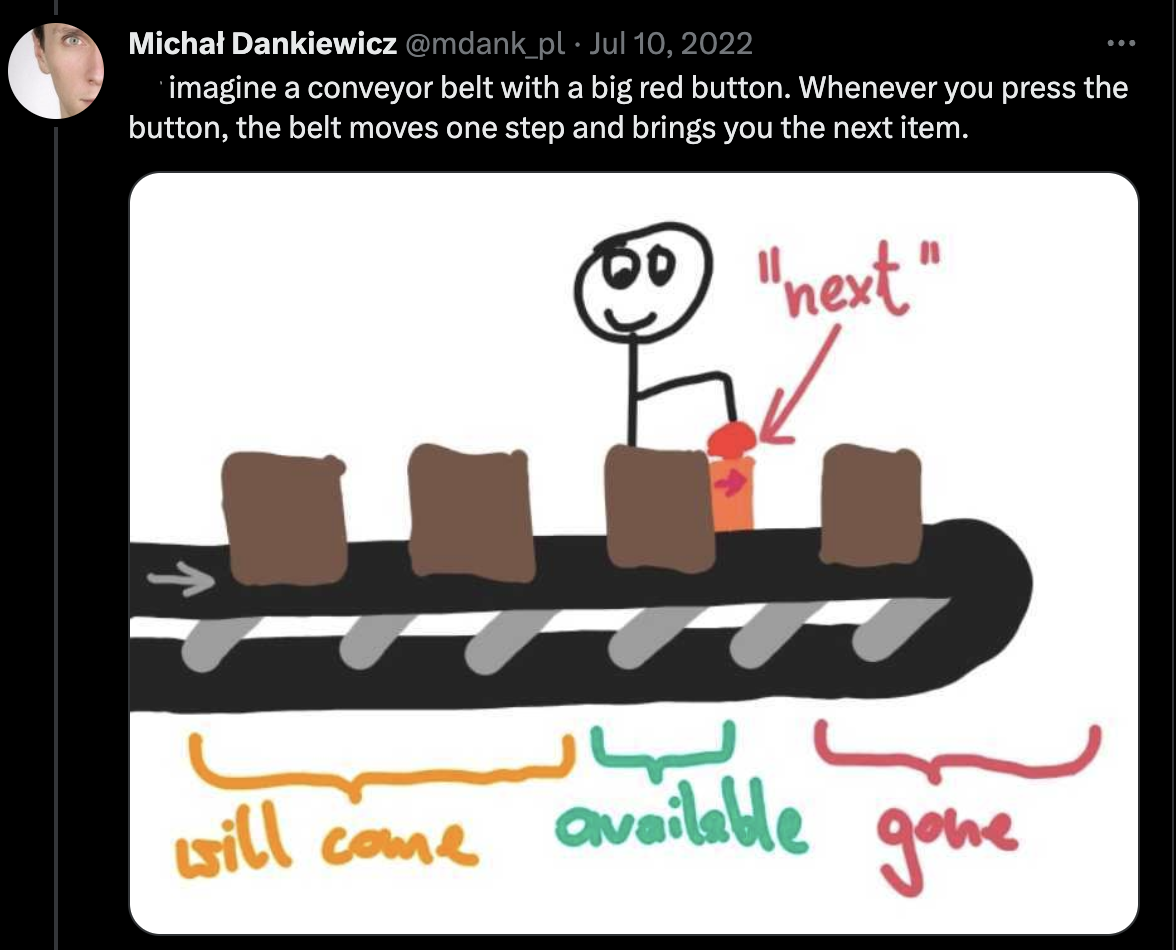 Michał Dankiewicz @mdank_pl · Jul 10, 2022
imagine a conveyor belt with a big red button. Whenever you press the
button, the belt moves one step and brings you the next item.
"next"
will come available gone